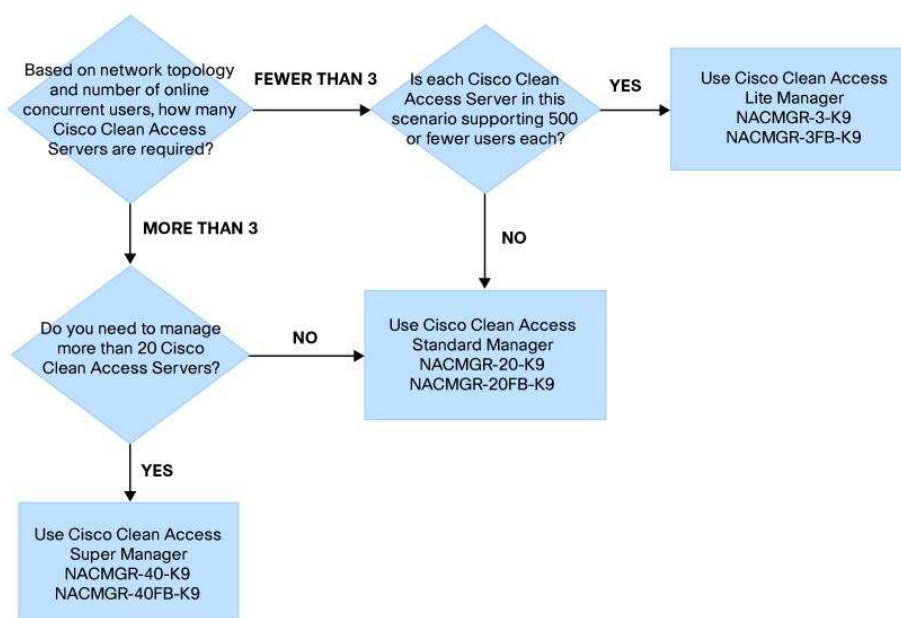 Based on network topology
and number of online
concurrent users, how many
Cisco Clean Access
Servers are required?
FEWER THAN 3
Is each Cisco Clean
Access Server in this
scenario supporting 500
or fewer users each?
YES
Use Cisco Clean Access
Lite Manager
NACMGR-3-K9
NACMGR-3FB-K9
MORE THAN 3
NO
Do you need to manage
more than 20 Cisco
Clean Access Servers?
NO
Use Cisco Clean Access
Standard Manager
NACMGR-20-K9
NACMGR-20FB-K9
YES
Use Cisco Clean Access
Super Manager
NACMGR-40-K9
NACMGR-40FB-K9